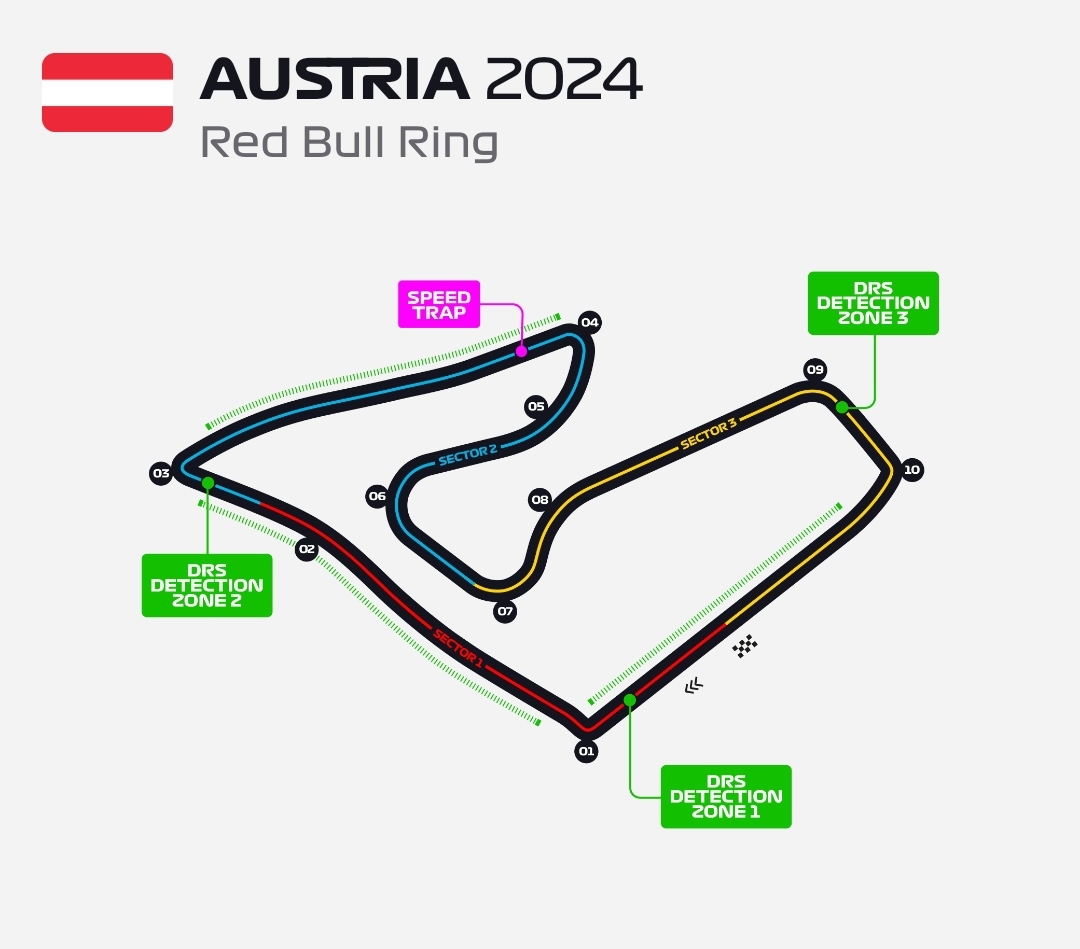 AUSTRIA 2024
Red Bull Ring
DRS
DETECTION
ZONE 3
SPEED
TRAP
04
09
05
SECTOR 3
SECTOR 2
03
10
06
08
02
DRS
DETECTION
ZONE 2
07
SECTOR 1
01
DRS
DETECTION
ZONE 1